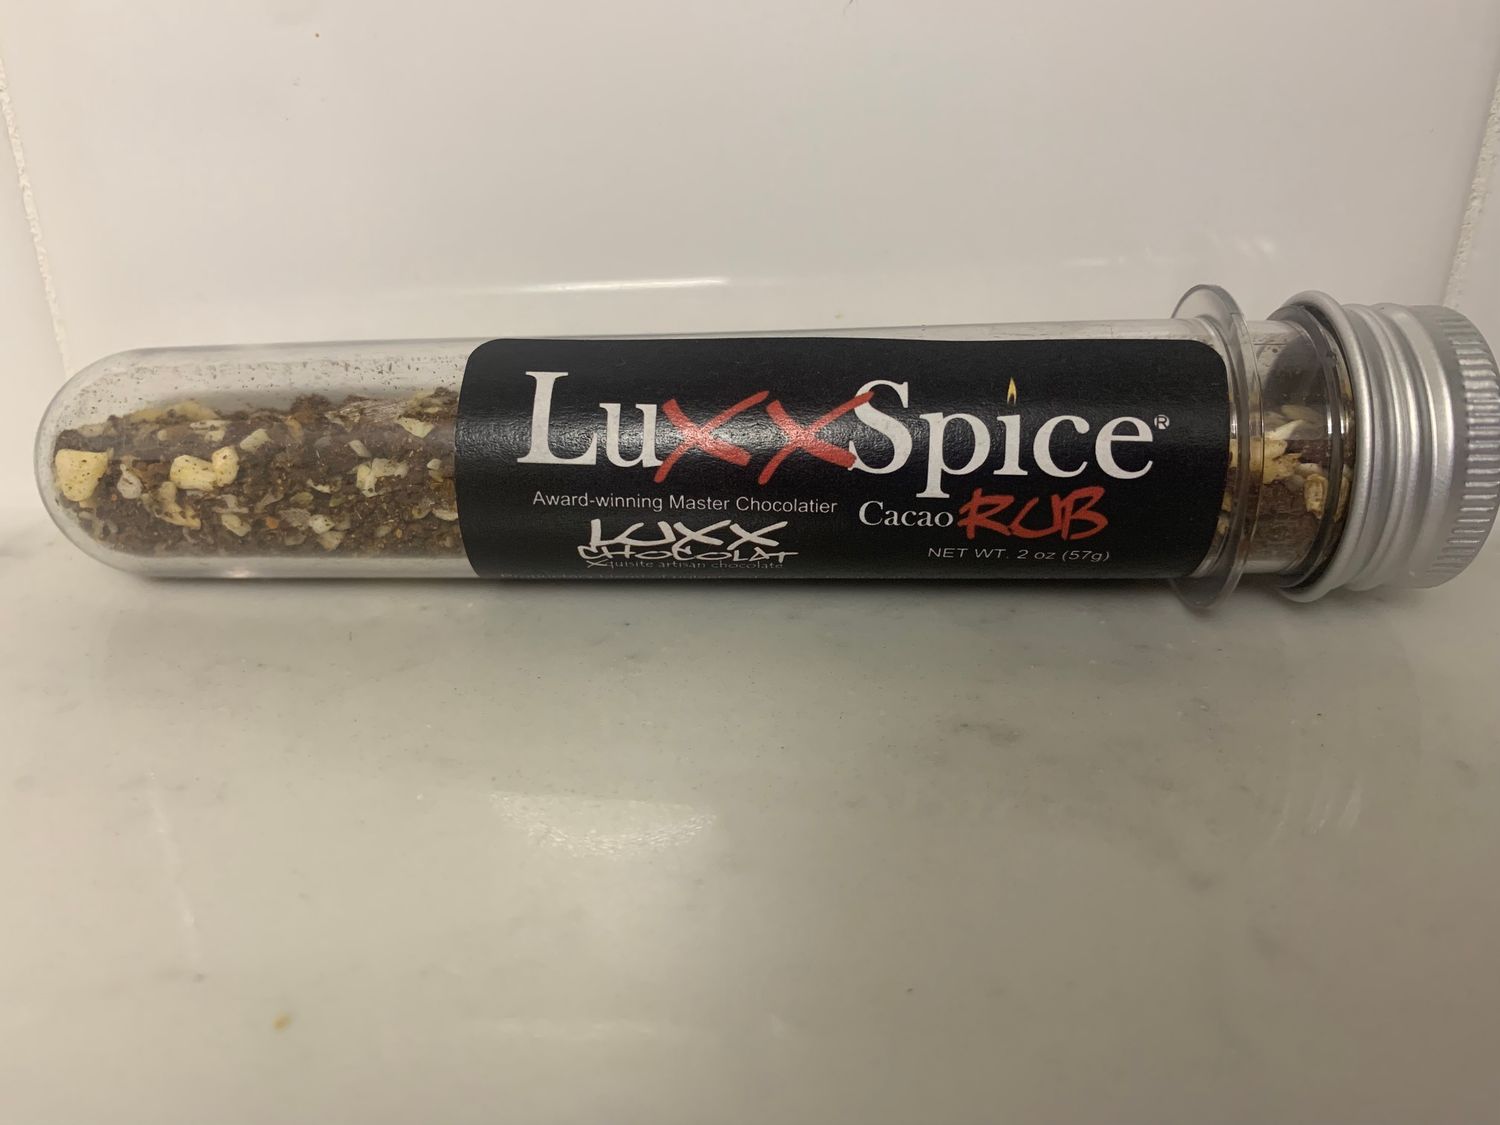 LuxxSpice®
Award-winning Master Chocolatier
LUXX
CHOCOLAT
Xquisite artisan chocolate
Cacao RUB
NET WT. 2 oz (57g)